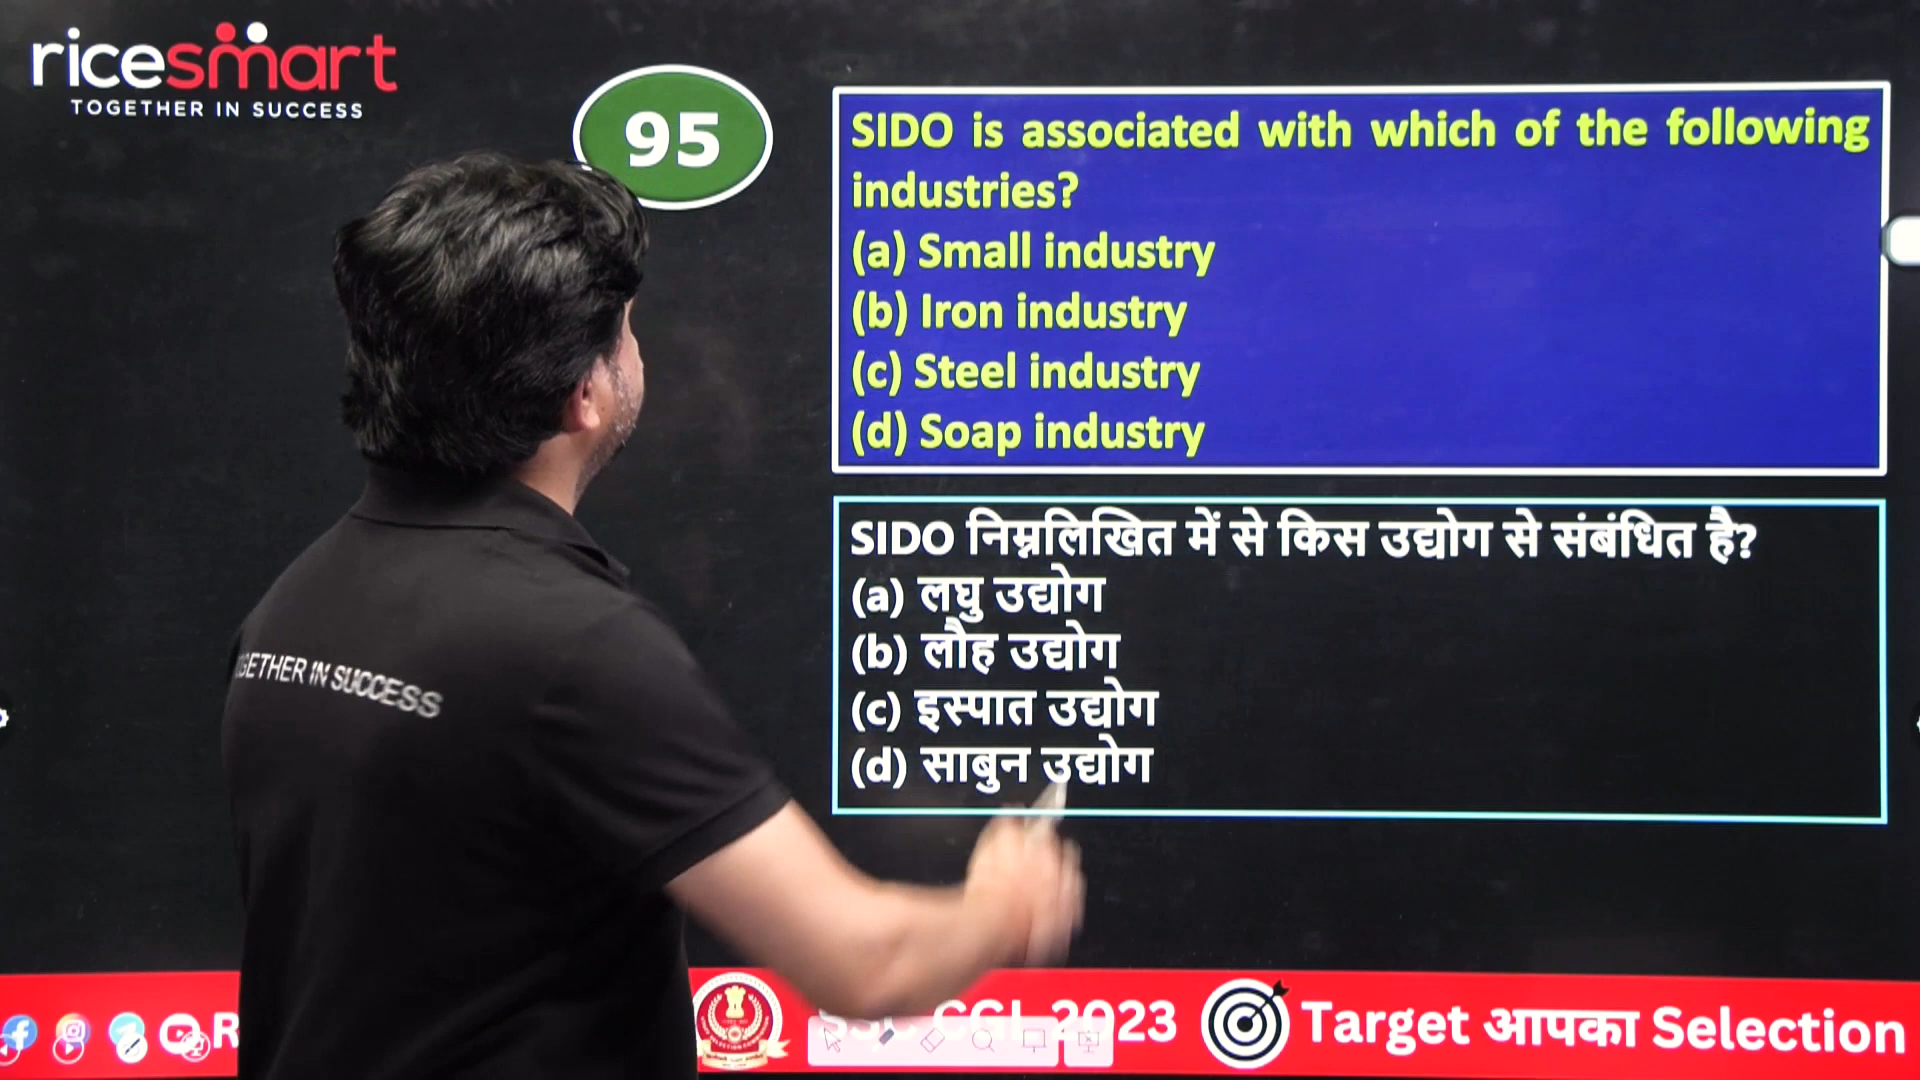 ricesmart
TOGETHER IN SUCCESS
95
SIDO is associated with which of the following
industries?
(a) Small industry
(b) Iron industry
(c) Steel industry
(d) Soap industry
SIDO निम्नलिखित में से किस उद्योग से संबंधित है?
(a) लघु उद्योग
(b) लौह उद्योग
(c) इस्पात उद्योग
(d) साबुन उद्योग
IN SUCCESS
SSC CGL 2023
Target आपका Selection